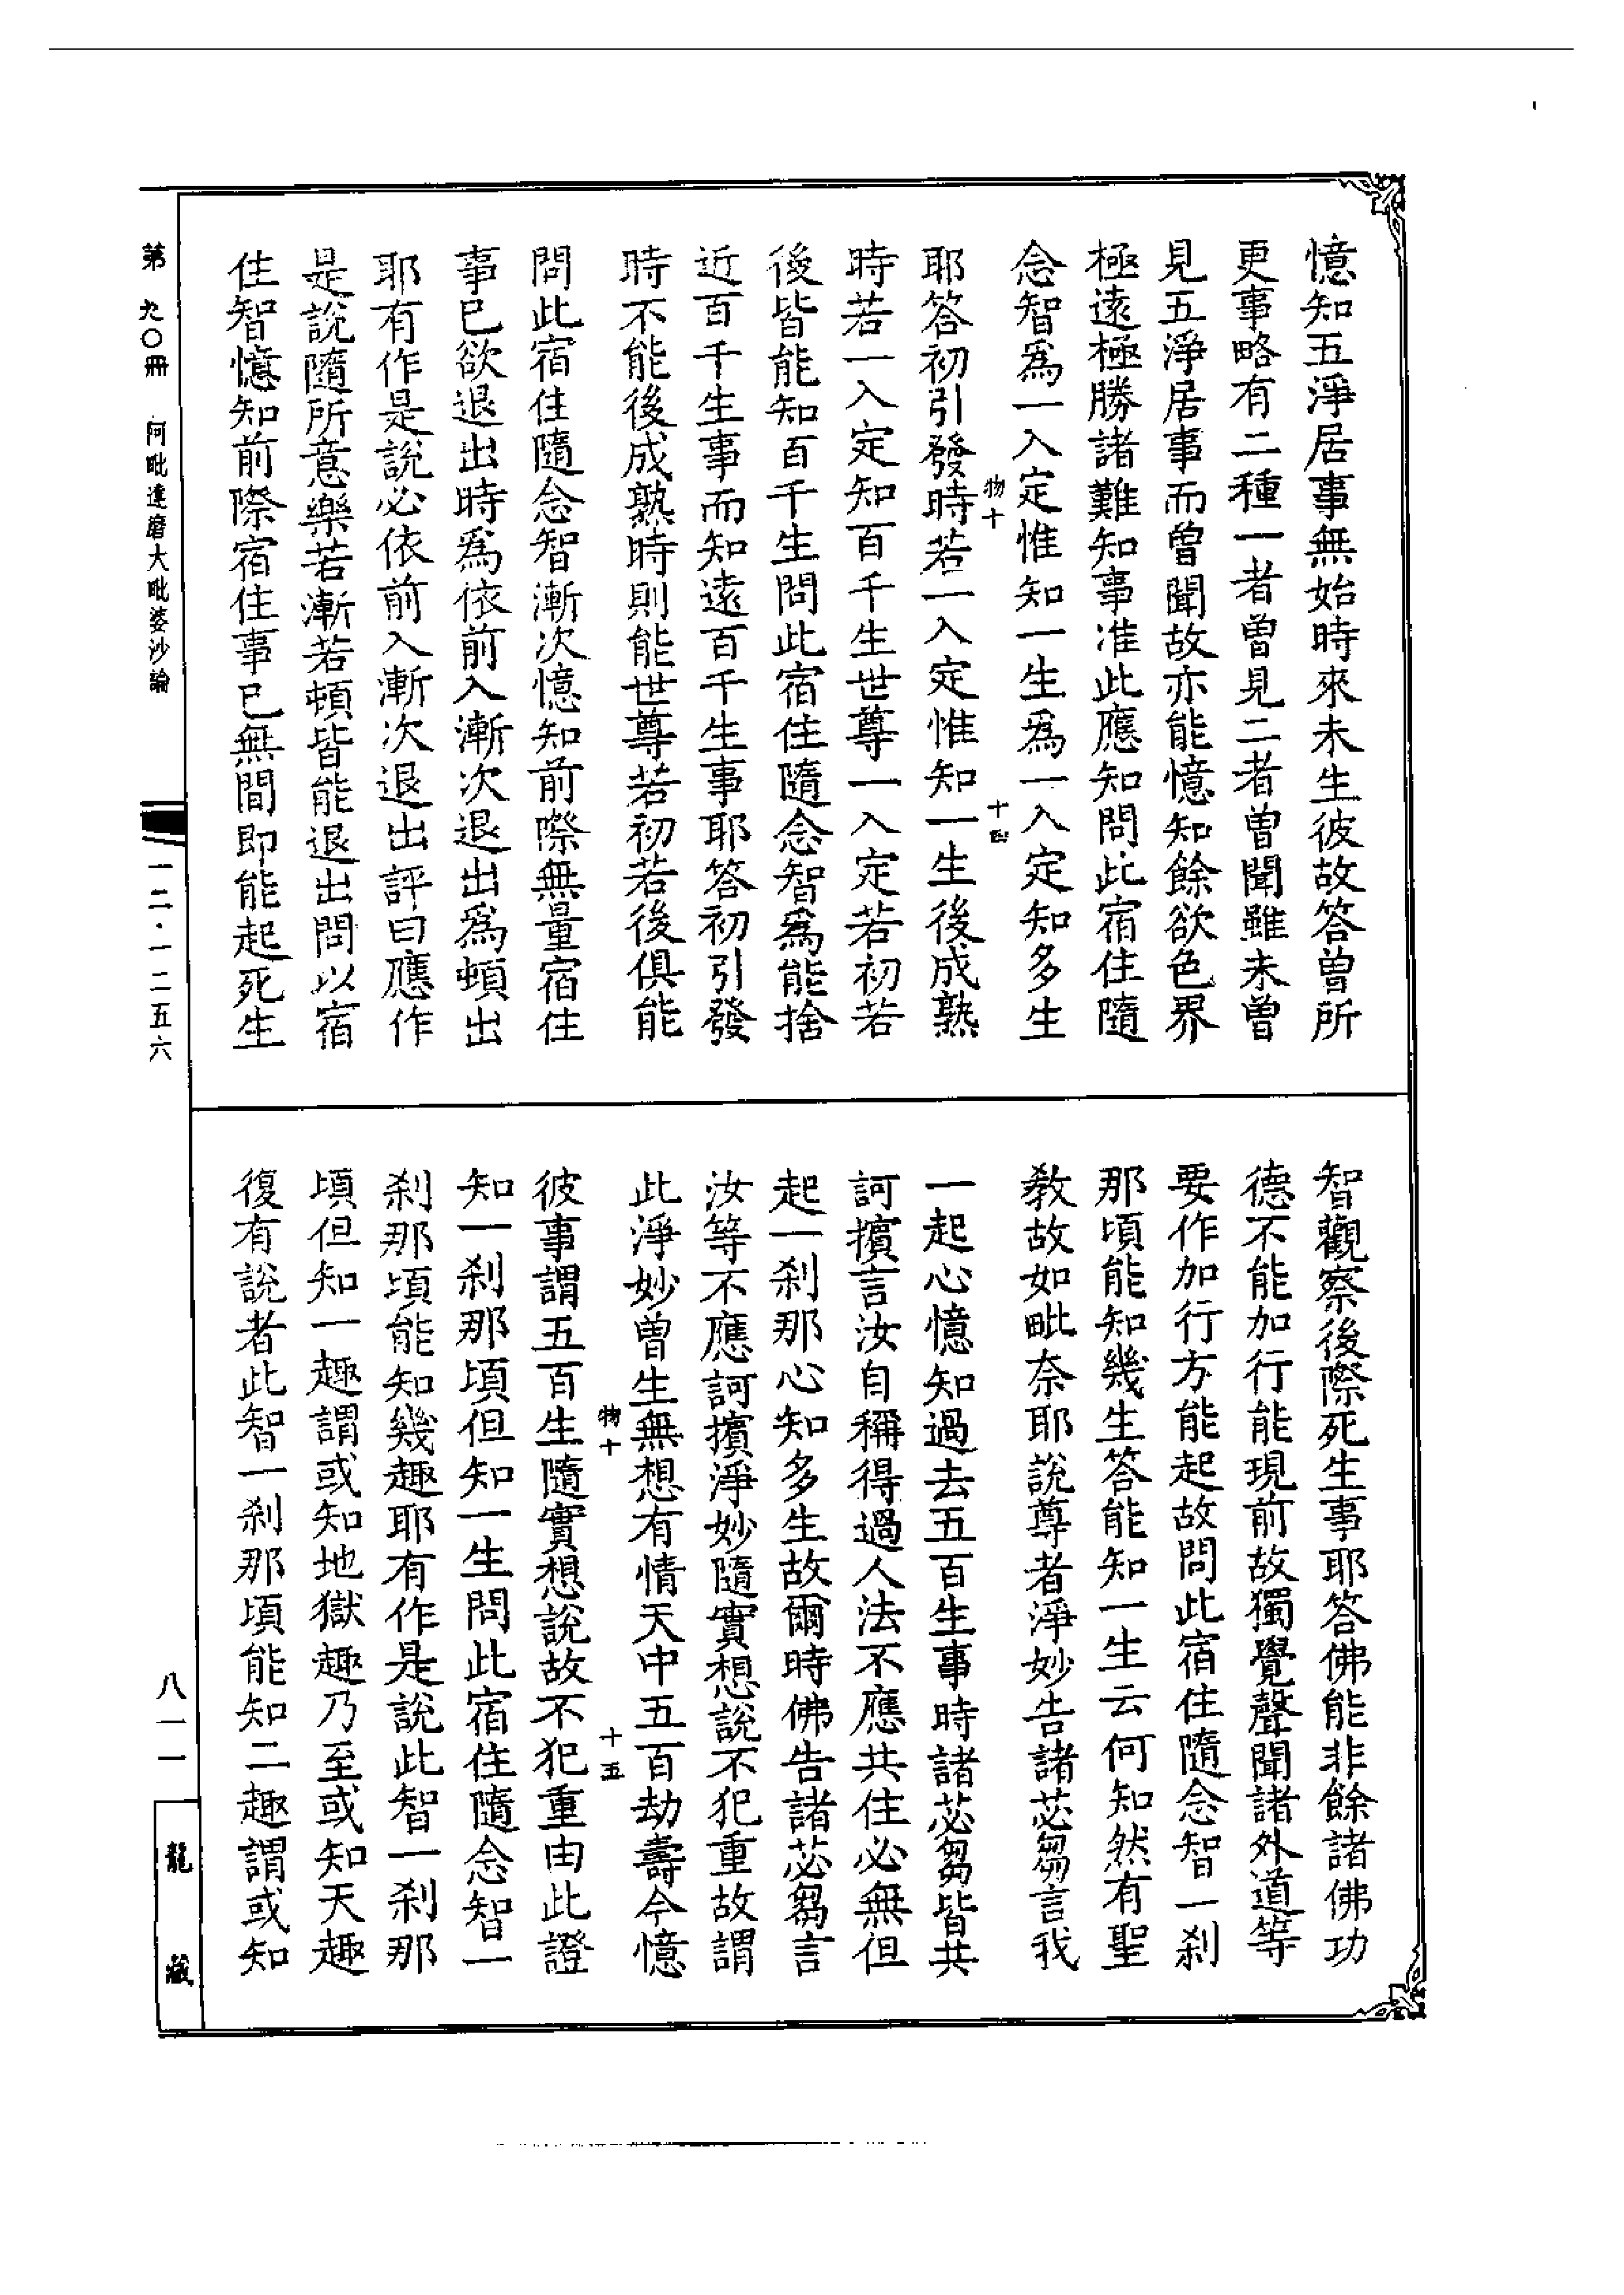 憶知五淨居事無始時來未生彼故答曾所
更事略有二種一者曾見二者曾聞雖未曾
見五淨居事而曾聞故亦能憶知餘欲色界
極遠極勝諸難知事准此應知問此宿住隨
念智爲一入定惟知一生爲一入定知多生
物十
十四
耶答初引發時若一入定惟知一生後成熟
時若一入定知百千生世尊一入定若初若
後皆能知百千生問此宿住隨念智爲能捨
近百千生事而知遠百千生事耶答初引發
時不能後成熟時則能世尊若初若後俱能
問此宿住隨念智漸次憶知前際無量宿住
事已欲退出時爲依前入漸次退出爲頓出
耶有作是說必依前入漸次退出評曰應作
是說隨所意樂若漸若頓皆能退出問以宿
住智憶知前際宿住事已無間即能起死生
智觀察後際死生事耶答佛能非餘諸佛功
德不能加行能現前故獨覺聲聞諸外道等
要作加行方能起故問此宿住隨念智一刹
那頃能知幾生答能知一生云何知然有聖
教故如毗奈耶說尊者淨妙告諸苾芻言我
一起心憶知過去五百生事時諸苾芻皆共
訶擯言汝自稱得過人法不應共住必無但
起一刹那心知多生故爾時佛告諸苾芻言
汝等不應訶擯淨妙隨實想說不犯重故謂
此淨妙曾生無想有情天中五百劫壽今憶
物十
十五
彼事謂五百生隨實想說故不犯重由此證
知一刹那頃但知一生問此宿住隨念智一
刹那頃能知幾趣耶有作是說此智一刹那
頃但知一趣謂或知地獄趣乃至或知天趣
復有說者此智一刹那頃能知二趣謂或知
第九〇冊 阿毗達磨大毗婆沙論
一二·一二五六
八一一
龍藏